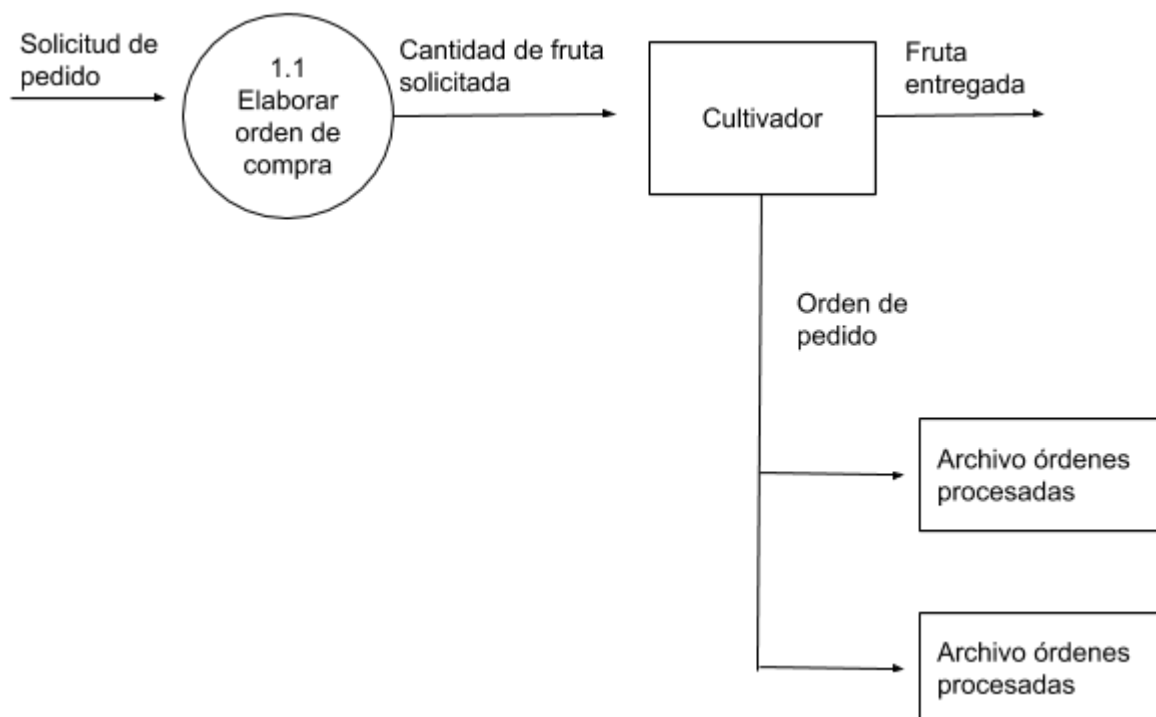 Solicitud de
pedido
1.1
Elaborar
orden de
compra
Cantidad de fruta
solicitada
Cultivador
Fruta
entregada
Orden de
pedido
Archivo órdenes
procesadas
Archivo órdenes
procesadas